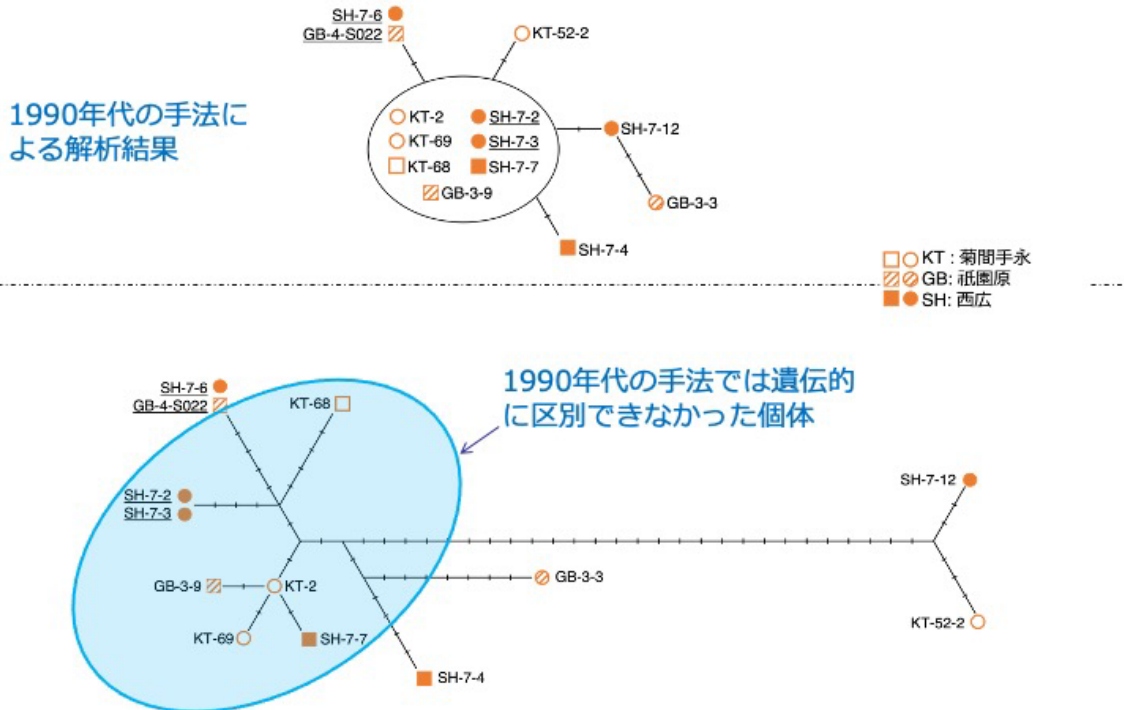 SH-7-6
GB-4-S022
KT-52-2
1990年代の手法に
よる解析結果
KT-2
SH-7-2
KT-69
SH-7-3
KT-68
SH-7-7
GB-3-9
SH-7-12
GB-3-3
SH-7-4
KT : 菊間手永
GB: 祇園原
SH: 西広
1990年代の手法では遺伝的
に区別できなかった個体
SH-7-6
GB-4-S022
KT-68
SH-7-2
SH-7-3
SH-7-12
GB-3-9
KT-2
GB-3-3
KT-69
SH-7-7
KT-52-2
SH-7-4